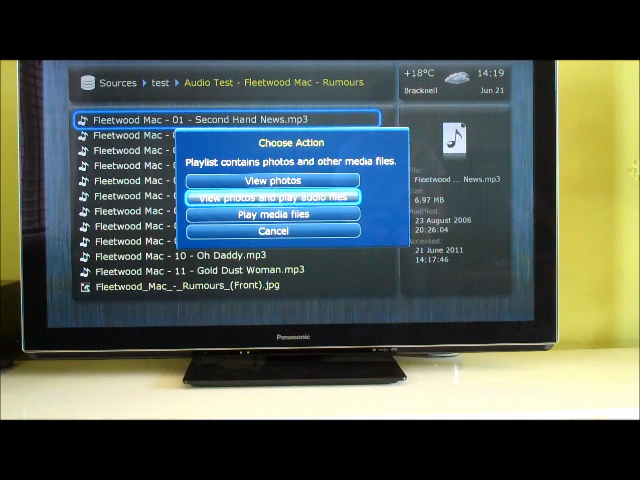 Sources test Audio Test - Fleetwood Mac - Rumours
+18°C 14:19
Bracknell Jun 21
Fleetwood Mac - 01 - Second Hand News.mp3
Fleetwood Mac -
Fleetwood Mac -
Fleetwood Mac -
Fleetwood Mac -
Fleetwood Mac -
Fleetwood Mac -
Fleetwood Mac -
Fleetwood Mac -
Fleetwood Mac - 10 - Oh Daddy.mp3
Fleetwood Mac - 11 - Gold Dust Woman.mp3
Fleetwood_Mac_-_Rumours_(Front).jpg
Choose Action
Playlist contains photos and other media files.
View photos
View photos and play audio files
Play media files
Cancel
File:
Fleetwood ... News.mp3
Size:
6.97 MB
Modified:
23 August 2006
20:26:04
Accessed:
21 June 2011
14:17:46
Panasonic